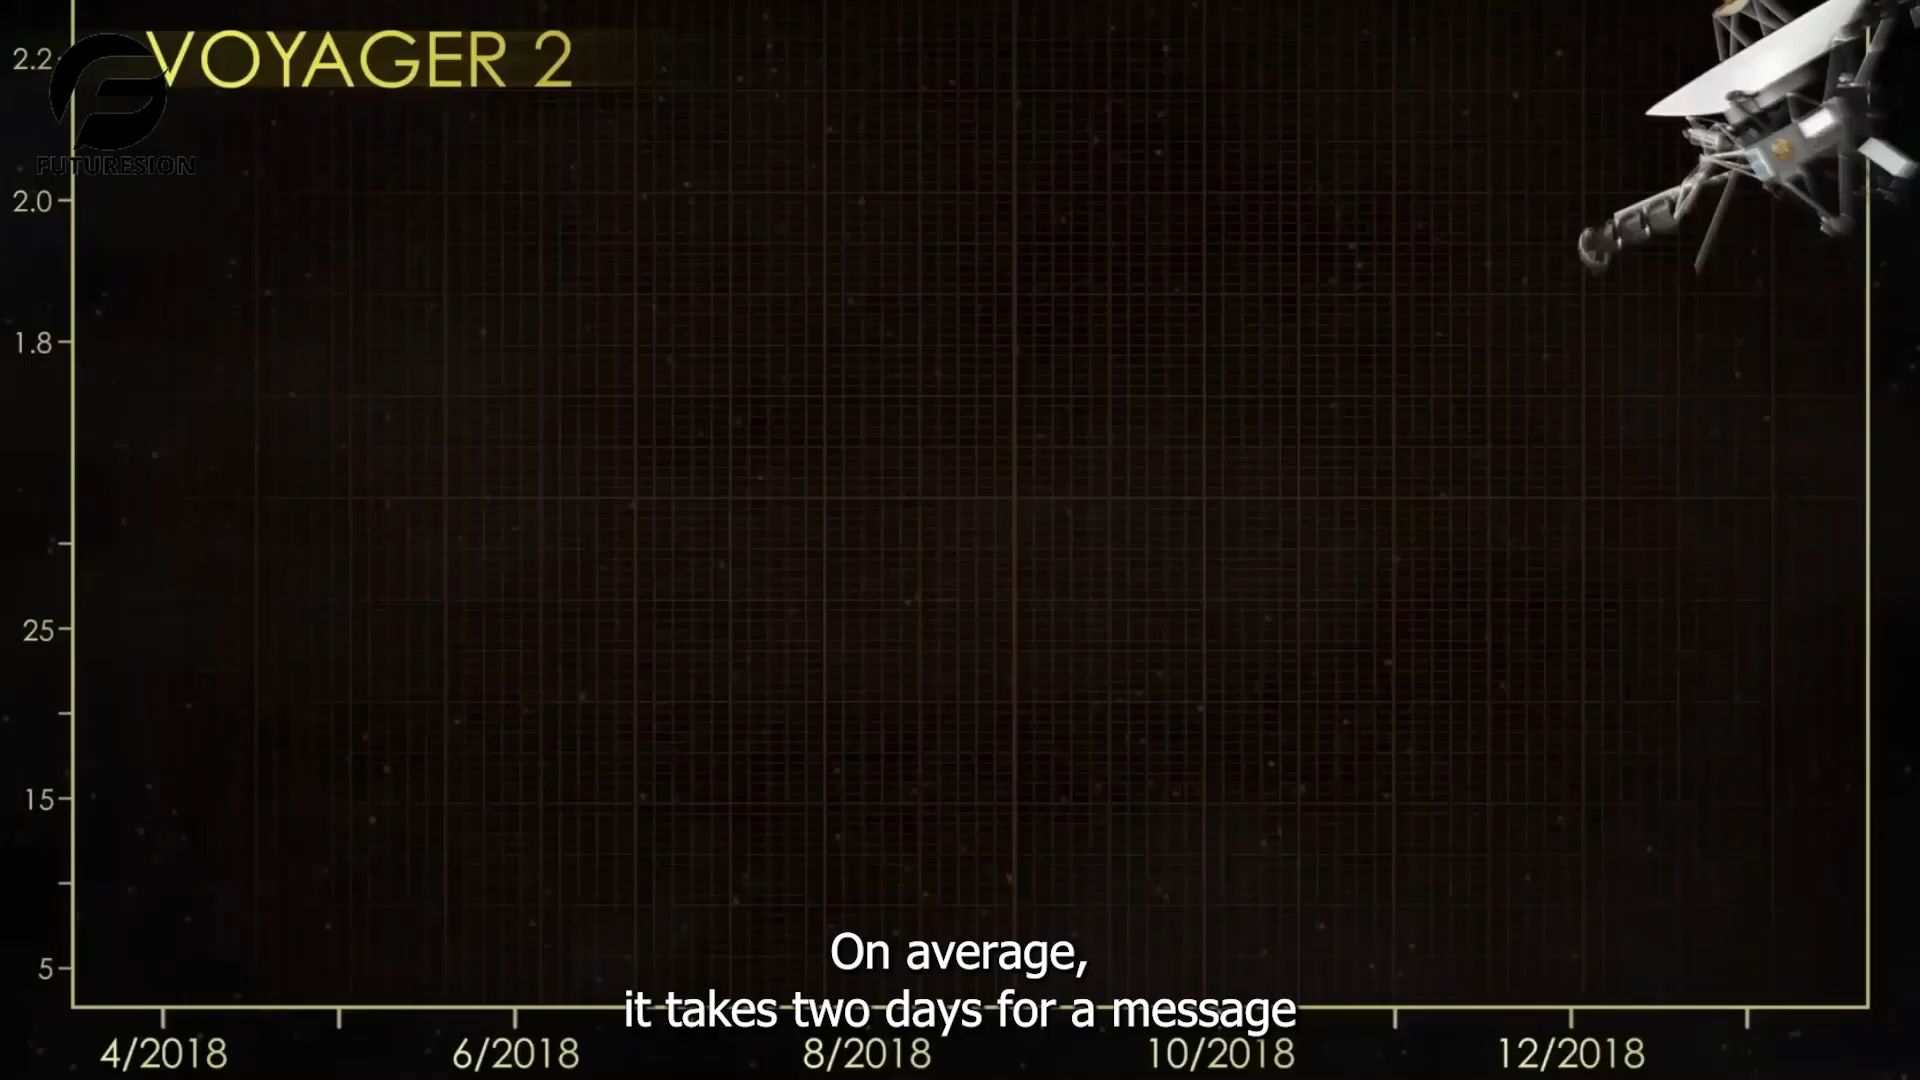 VOYAGER 2
FUTURESION
2.2
2.0
1.8
25
15
5
On average,
it takes two days for a message
4/2018 6/2018 8/2018 10/2018 12/2018